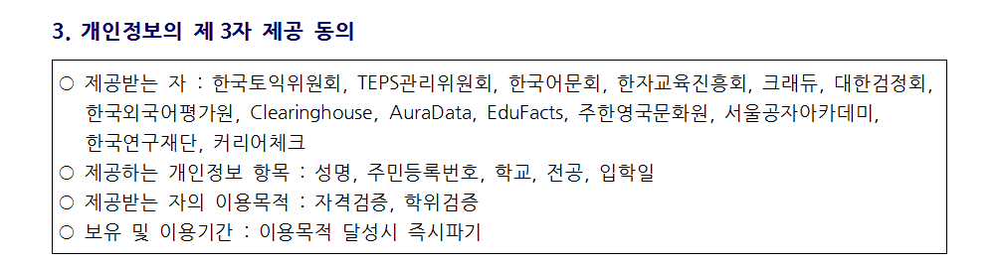 3. 개인정보의 제 3자 제공 동의
○ 제공받는 자 : 한국토익위원회, TEPS관리위원회, 한국어문회, 한자교육진흥회, 크래듀, 대한검정회,
한국외국어평가원, Clearinghouse, AuraData, EduFacts, 주한영국문화원, 서울공자아카데미,
한국연구재단, 커리어체크
○ 제공하는 개인정보 항목 : 성명, 주민등록번호, 학교, 전공, 입학일
○ 제공받는 자의 이용목적 : 자격검증, 학위검증
○ 보유 및 이용기간 : 이용목적 달성시 즉시파기